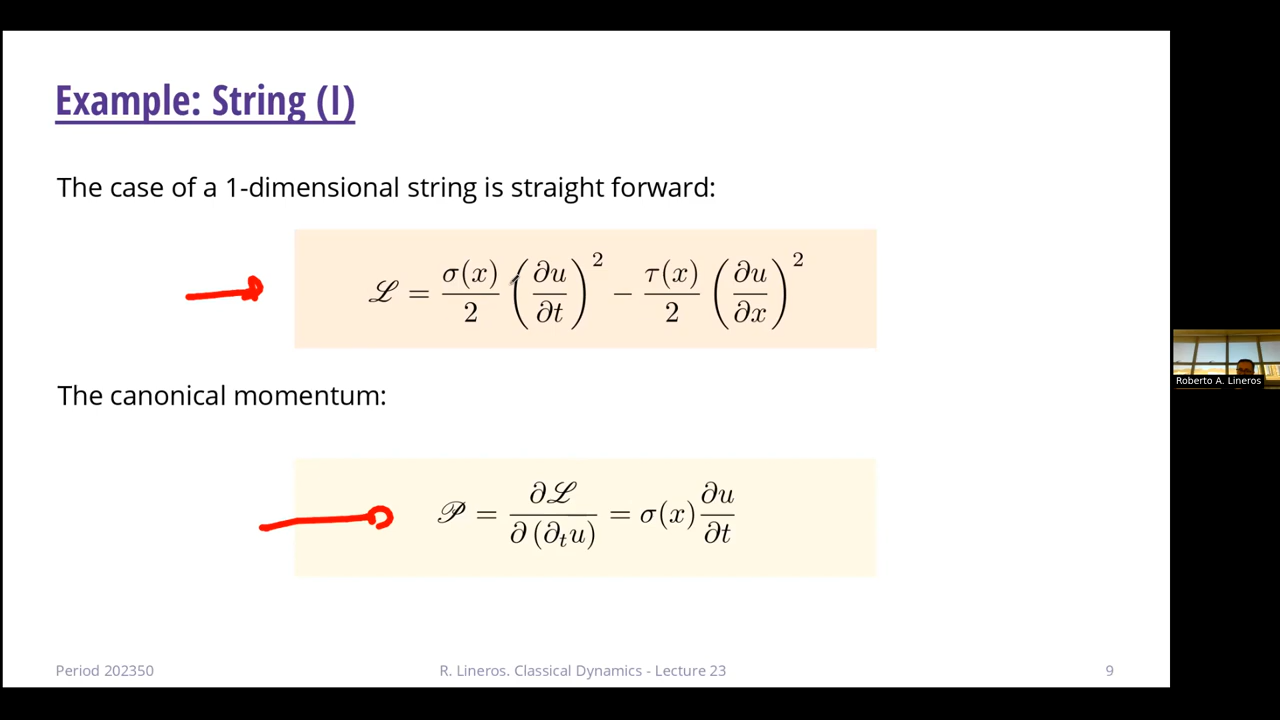 Example: String (I)
The case of a 1-dimensional string is straight forward:
ℒ = σ(x)/2 (∂u/∂t)² − τ(x)/2 (∂u/∂x)²
The canonical momentum:
𝒫 = ∂ℒ/∂(∂ₜu) = σ(x) ∂u/∂t
Roberto A. Lineros
Period 202350
R. Lineros. Classical Dynamics - Lecture 23
9